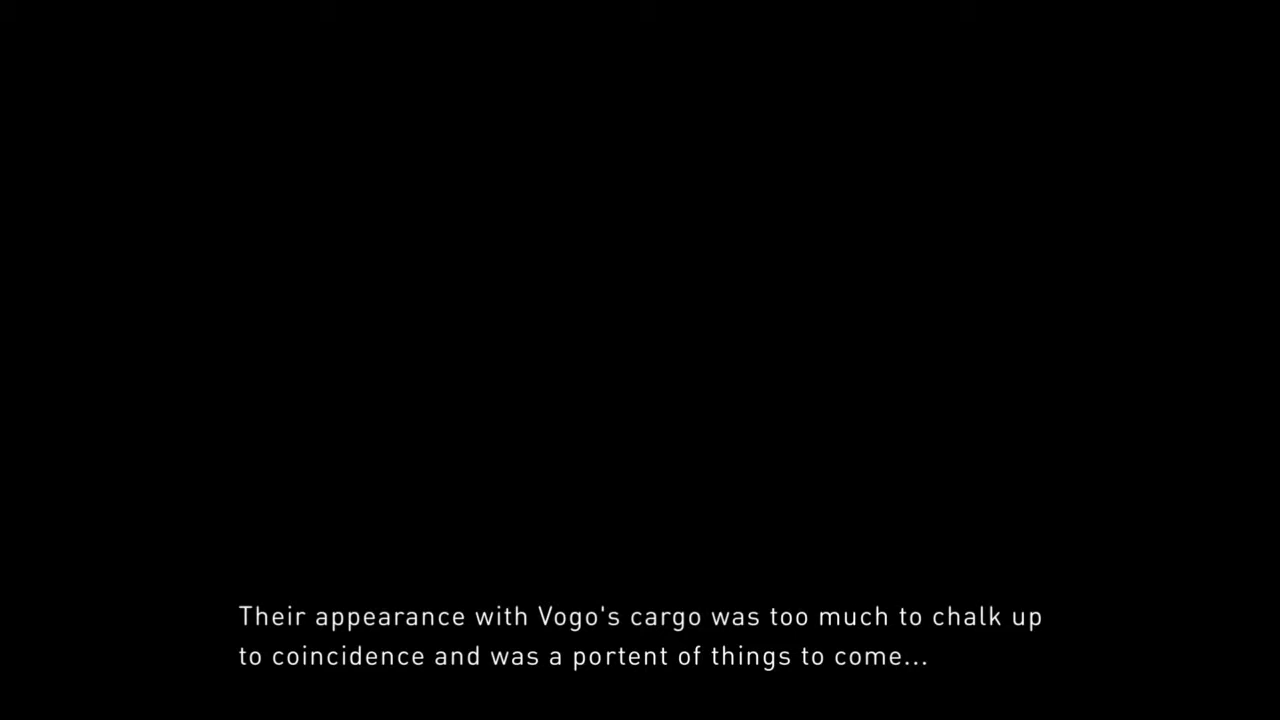 Their appearance with Vogo's cargo was too much to chalk up
to coincidence and was a portent of things to come...